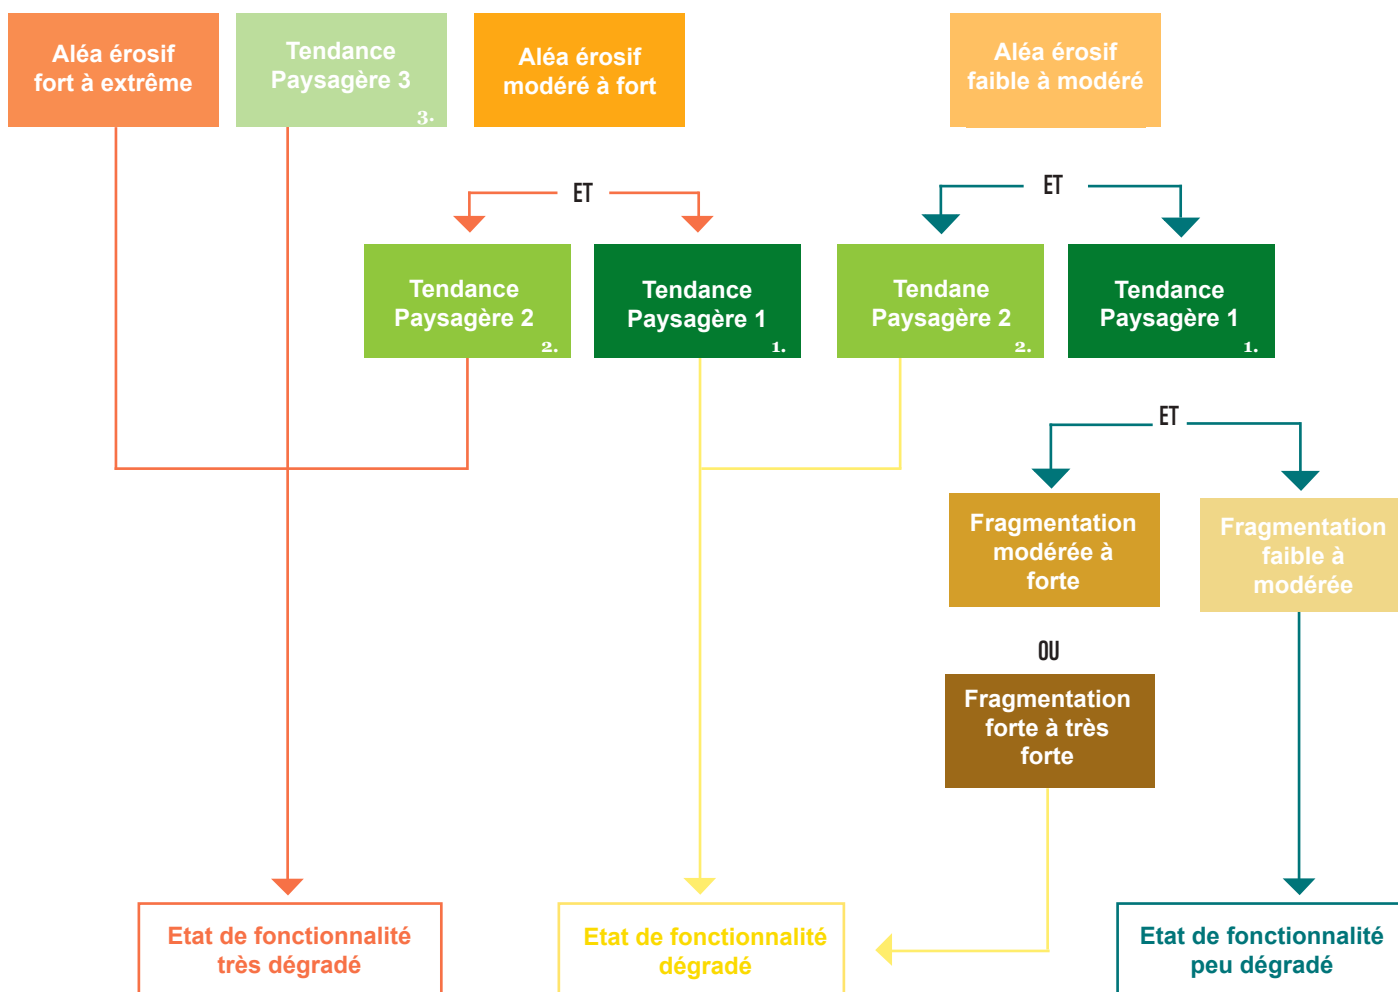 Aléa érosif
fort à extrême
Tendance
Paysagère 3
3.
Aléa érosif
modéré à fort
Aléa érosif
faible à modéré
ET
ET
Tendance
Paysagère 2
2.
Tendance
Paysagère 1
1.
Tendane
Paysagère 2
2.
Tendance
Paysagère 1
1.
ET
Fragmentation
modérée à
forte
Fragmentation
faible à
modérée
OU
Fragmentation
forte à très
forte
Etat de fonctionnalité
très dégradé
Etat de fonctionnalité
dégradé
Etat de fonctionnalité
peu dégradé